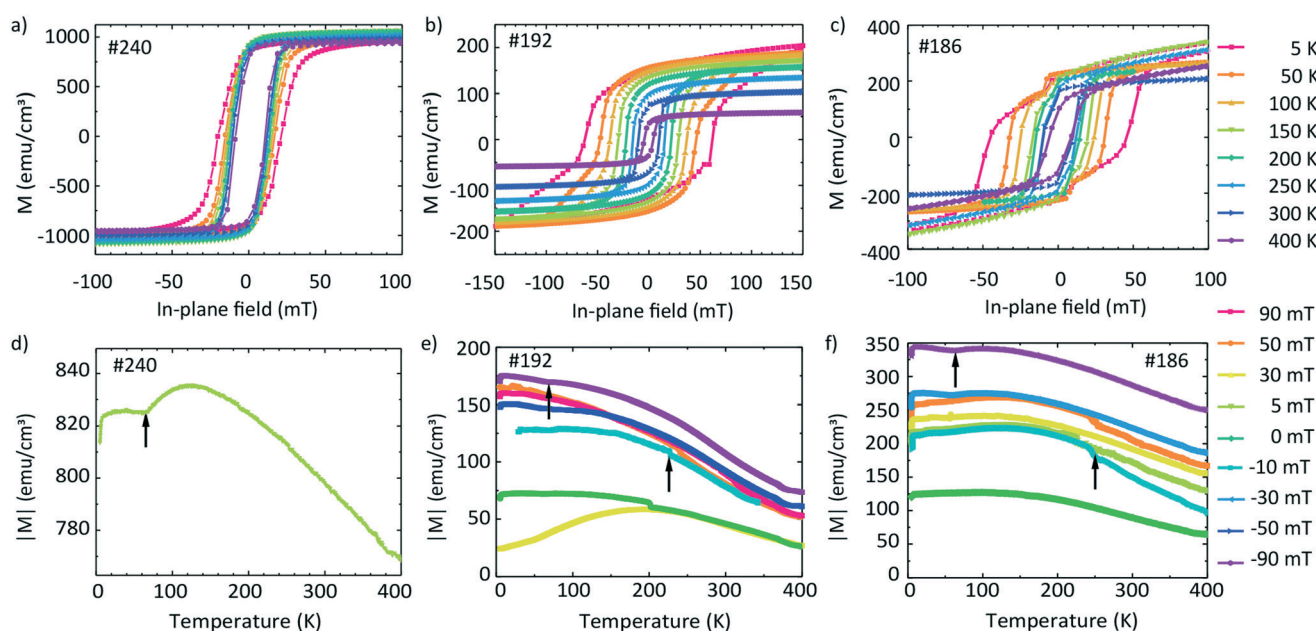 a)
#240
M (emu/cm³)
1000
500
0
-500
-1000
-100 -50 0 50 100
In-plane field (mT)
b)
#192
M (emu/cm³)
200
100
0
-100
-200
-150 -100 -50 0 50 100 150
In-plane field (mT)
c)
#186
M (emu/cm³)
400
200
0
-200
-400
-100 -50 0 50 100
In-plane field (mT)
5 K
50 K
100 K
150 K
200 K
250 K
300 K
400 K
d)
#240
|M| (emu/cm³)
840
820
800
780
0 100 200 300 400
Temperature (K)
e)
#192
|M| (emu/cm³)
200
150
100
50
0
0 100 200 300 400
Temperature (K)
f)
#186
|M| (emu/cm³)
350
300
250
200
150
100
50
0
0 100 200 300 400
Temperature (K)
90 mT
50 mT
30 mT
5 mT
0 mT
-10 mT
-30 mT
-50 mT
-90 mT